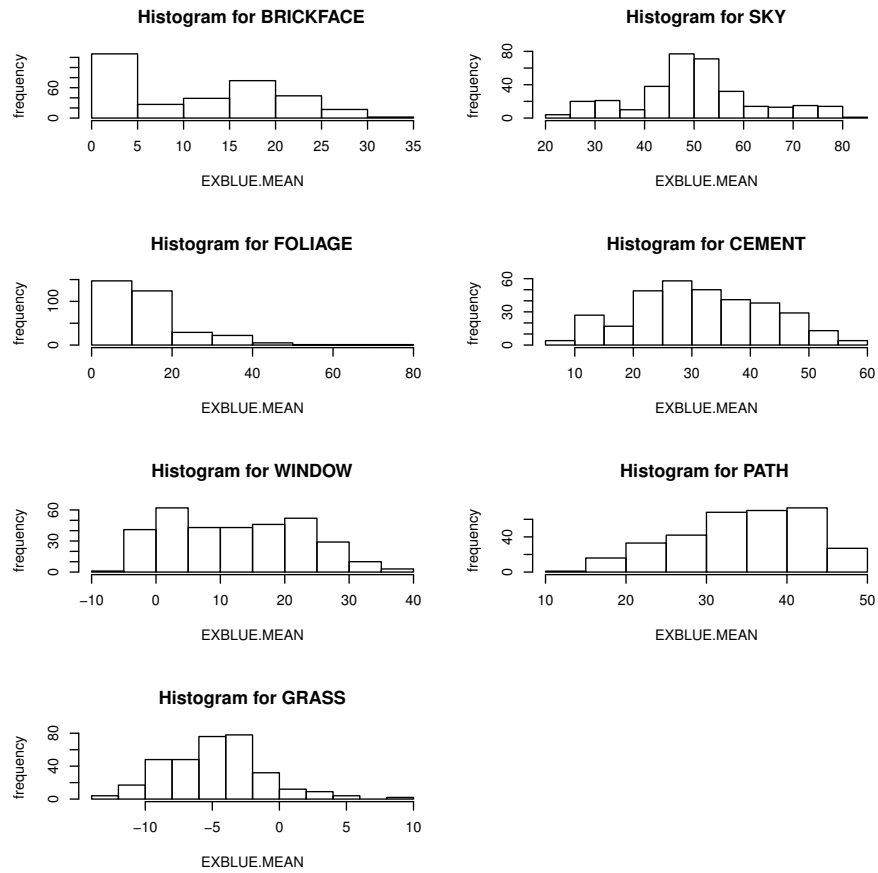 Histogram for BRICKFACE
frequency
0 60
0 5 10 15 20 25 30 35
EXBLUE.MEAN
Histogram for SKY
frequency
0 40 80
20 30 40 50 60 70 80
EXBLUE.MEAN
Histogram for FOLIAGE
frequency
0 100
0 20 40 60 80
EXBLUE.MEAN
Histogram for CEMENT
frequency
0 30 60
10 20 30 40 50 60
EXBLUE.MEAN
Histogram for WINDOW
frequency
0 30 60
−10 0 10 20 30 40
EXBLUE.MEAN
Histogram for PATH
frequency
0 40
10 20 30 40 50
EXBLUE.MEAN
Histogram for GRASS
frequency
0 40 80
−10 −5 0 5 10
EXBLUE.MEAN